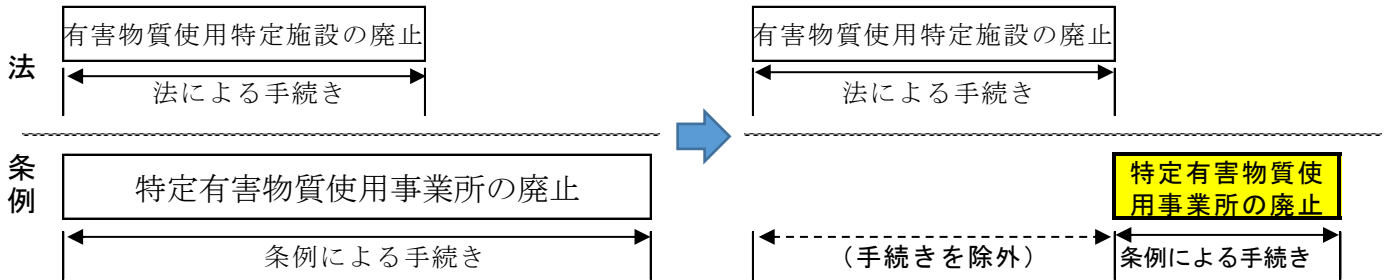 有害物質使用特定施設の廃止
法
法による手続き
条例
特定有害物質使用事業所の廃止
条例による手続き
有害物質使用特定施設の廃止
法による手続き
特定有害物質使
用事業所の廃止
(手続きを除外)
条例による手続き